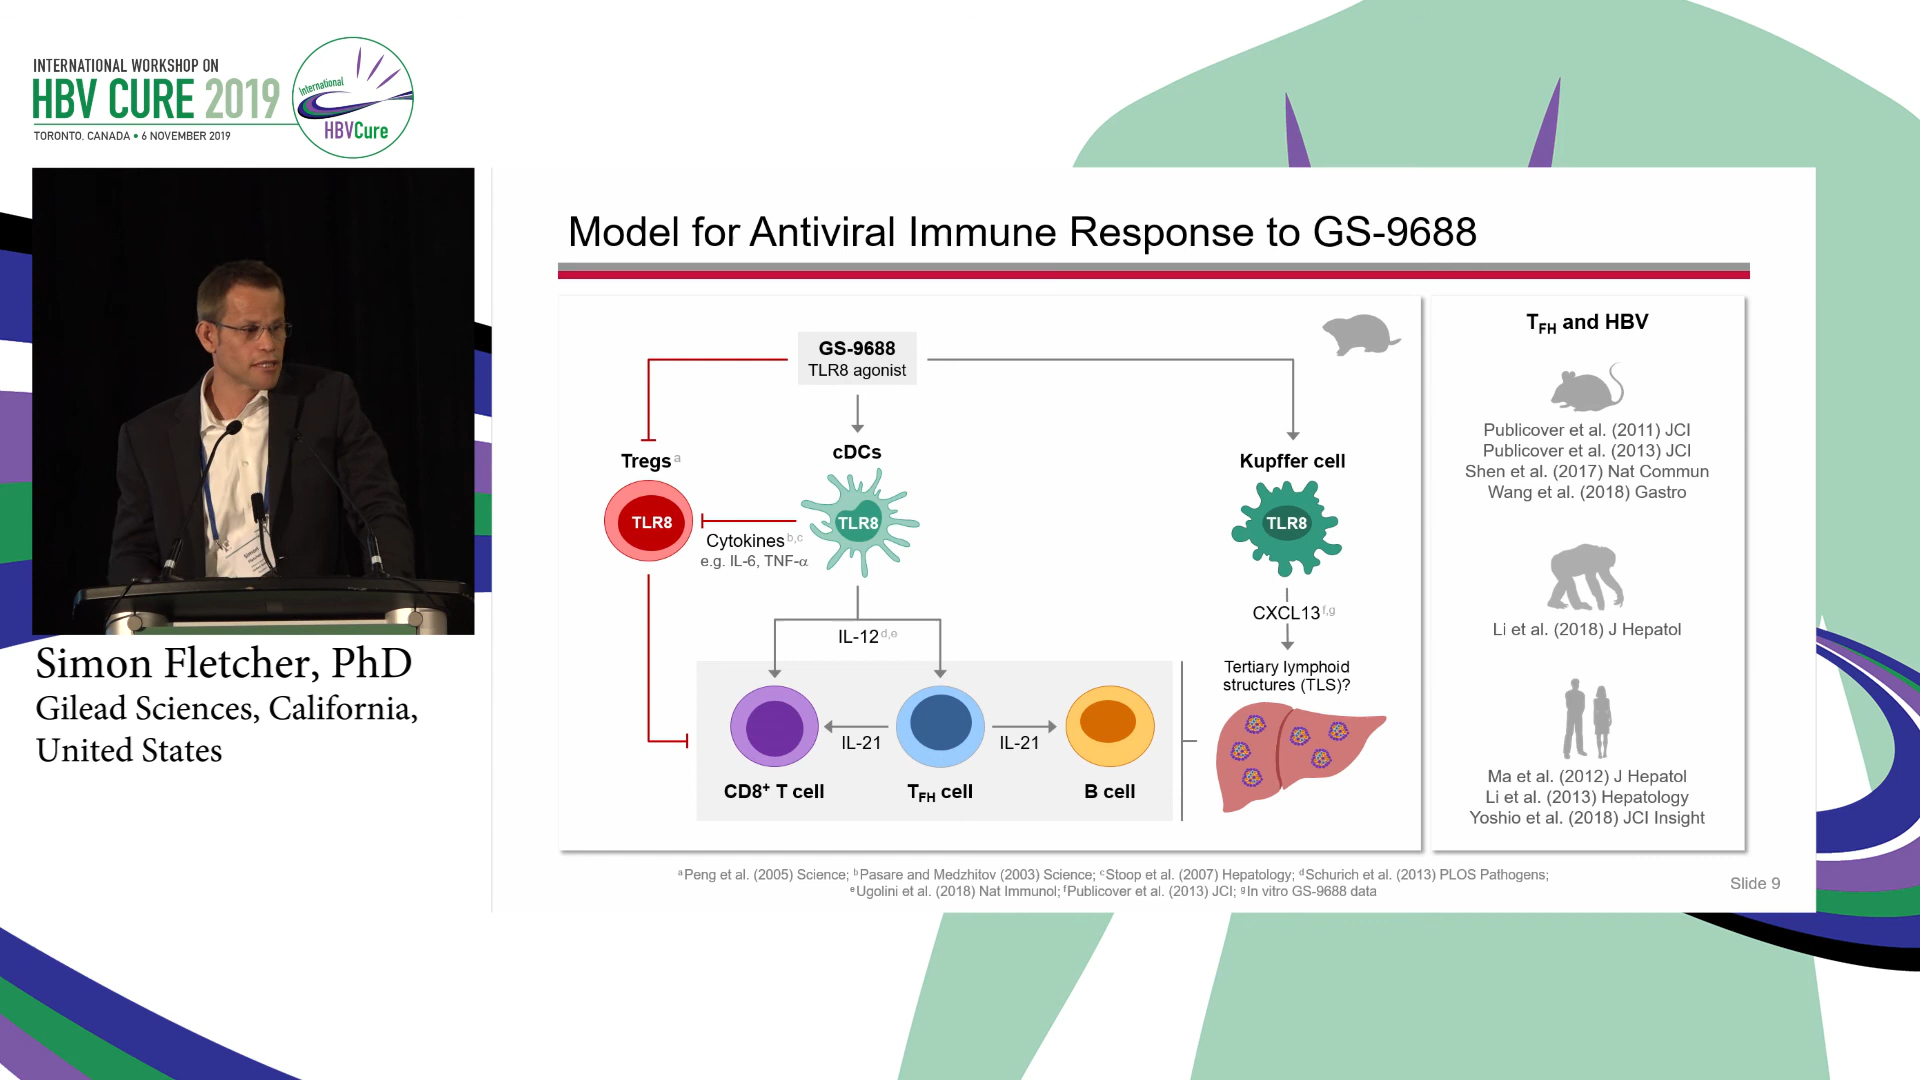 INTERNATIONAL WORKSHOP ON
HBV CURE 2019
TORONTO, CANADA • 6 NOVEMBER 2019
International
HBVCure
Simon Fletcher, PhD
Gilead Sciences, California,
United States
Model for Antiviral Immune Response to GS-9688
GS-9688
TLR8 agonist
Tregs a
cDCs
Kupffer cell
TLR8
TLR8
TLR8
Cytokines b,c
e.g. IL-6, TNF-α
CXCL13 f,g
IL-12 d,e
Tertiary lymphoid
structures (TLS)?
IL-21
IL-21
CD8+ T cell
TFH cell
B cell
TFH and HBV
Publicover et al. (2011) JCI
Publicover et al. (2013) JCI
Shen et al. (2017) Nat Commun
Wang et al. (2018) Gastro
Li et al. (2018) J Hepatol
Ma et al. (2012) J Hepatol
Li et al. (2013) Hepatology
Yoshio et al. (2018) JCI Insight
a Peng et al. (2005) Science; b Pasare and Medzhitov (2003) Science; c Stoop et al. (2007) Hepatology; d Schurich et al. (2013) PLOS Pathogens;
e Ugolini et al. (2018) Nat Immunol; f Publicover et al. (2013) JCI; g In vitro GS-9688 data
Slide 9